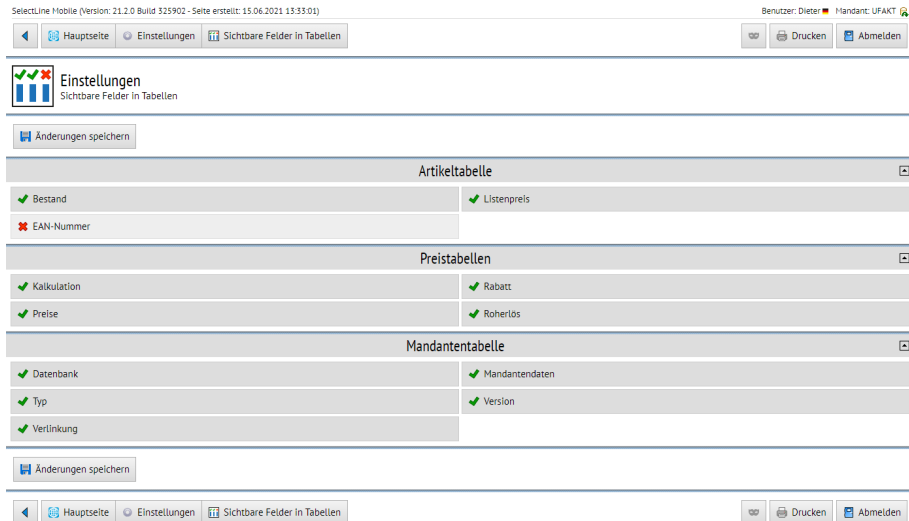 SelectLine Mobile (Version: 21.2.0 Build 325902 - Seite erstellt: 15.06.2021 13:33:01) Benutzer: Dieter Mandant: UFAKT
Hauptseite Einstellungen Sichtbare Felder in Tabellen Drucken Abmelden
Einstellungen
Sichtbare Felder in Tabellen
Änderungen speichern
Artikeltabelle
Bestand Listenpreis
EAN-Nummer
Preistabellen
Kalkulation Rabatt
Preise Roherlös
Mandantentabelle
Datenbank Mandantendaten
Typ Version
Verlinkung
Änderungen speichern
Hauptseite Einstellungen Sichtbare Felder in Tabellen Drucken Abmelden